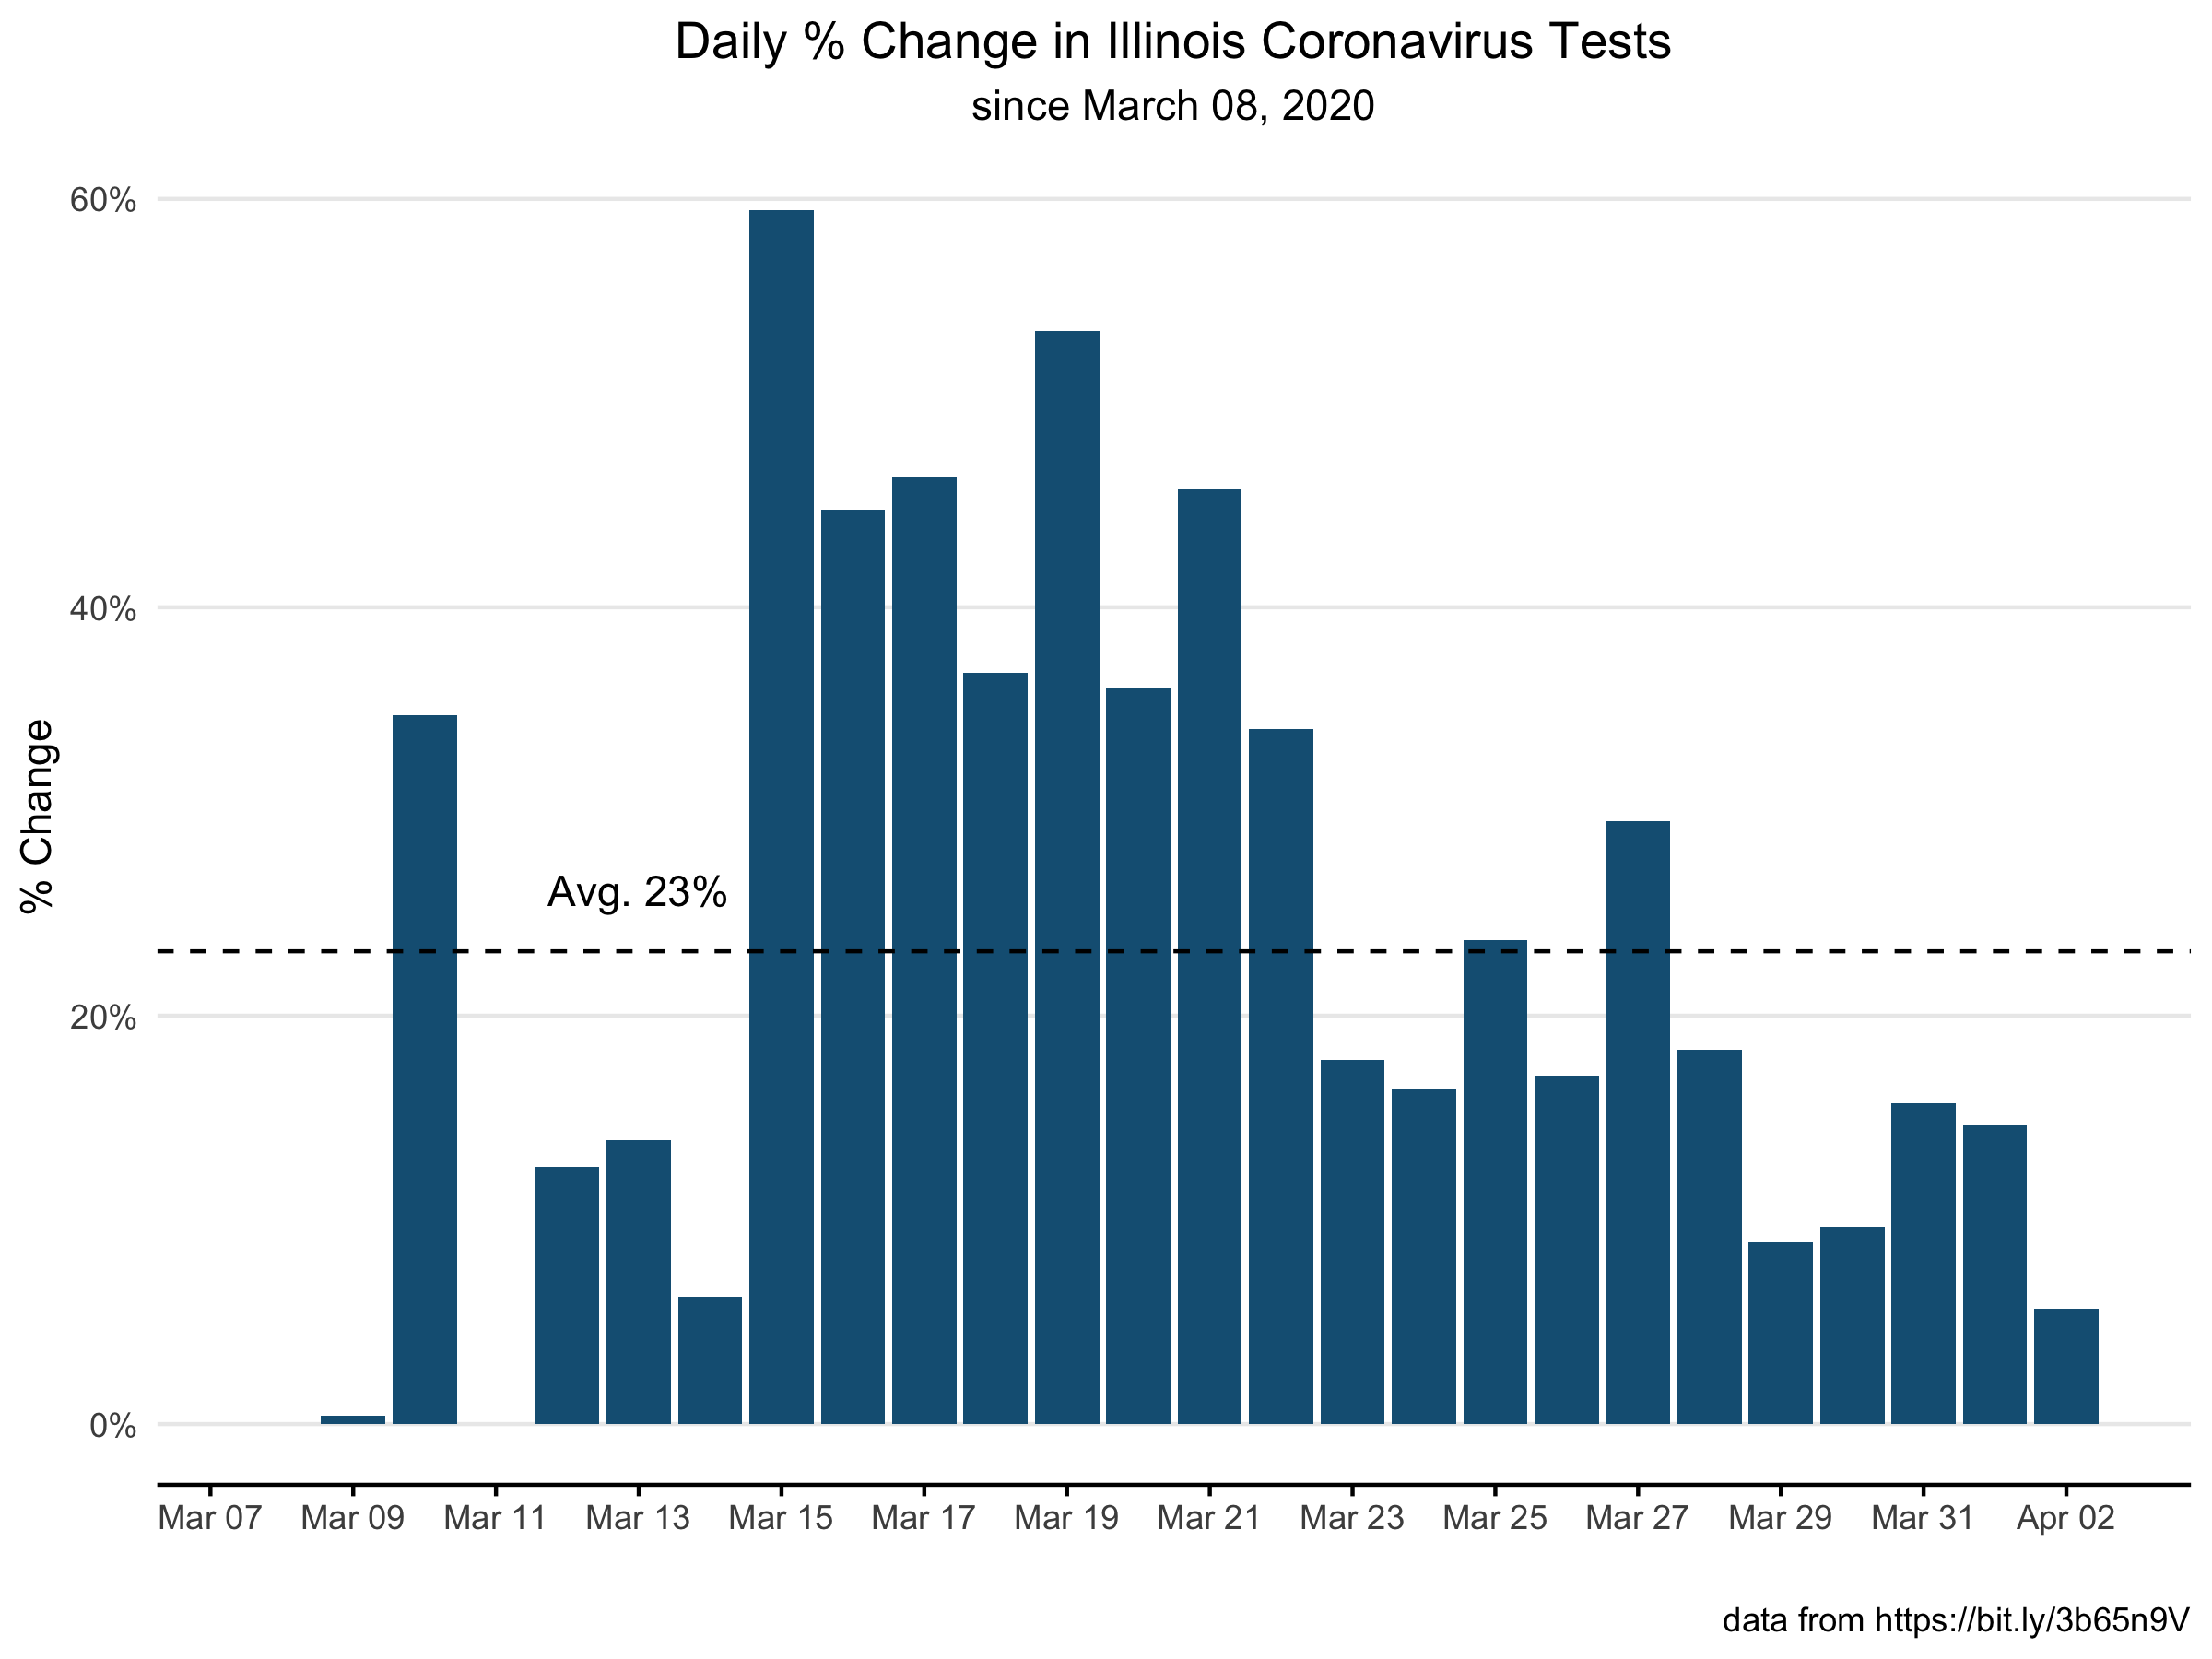 Daily % Change in Illinois Coronavirus Tests
since March 08, 2020
60%
40%
20%
0%
% Change
Avg. 23%
Mar 07 Mar 09 Mar 11 Mar 13 Mar 15 Mar 17 Mar 19 Mar 21 Mar 23 Mar 25 Mar 27 Mar 29 Mar 31 Apr 02
data from https://bit.ly/3b65n9V